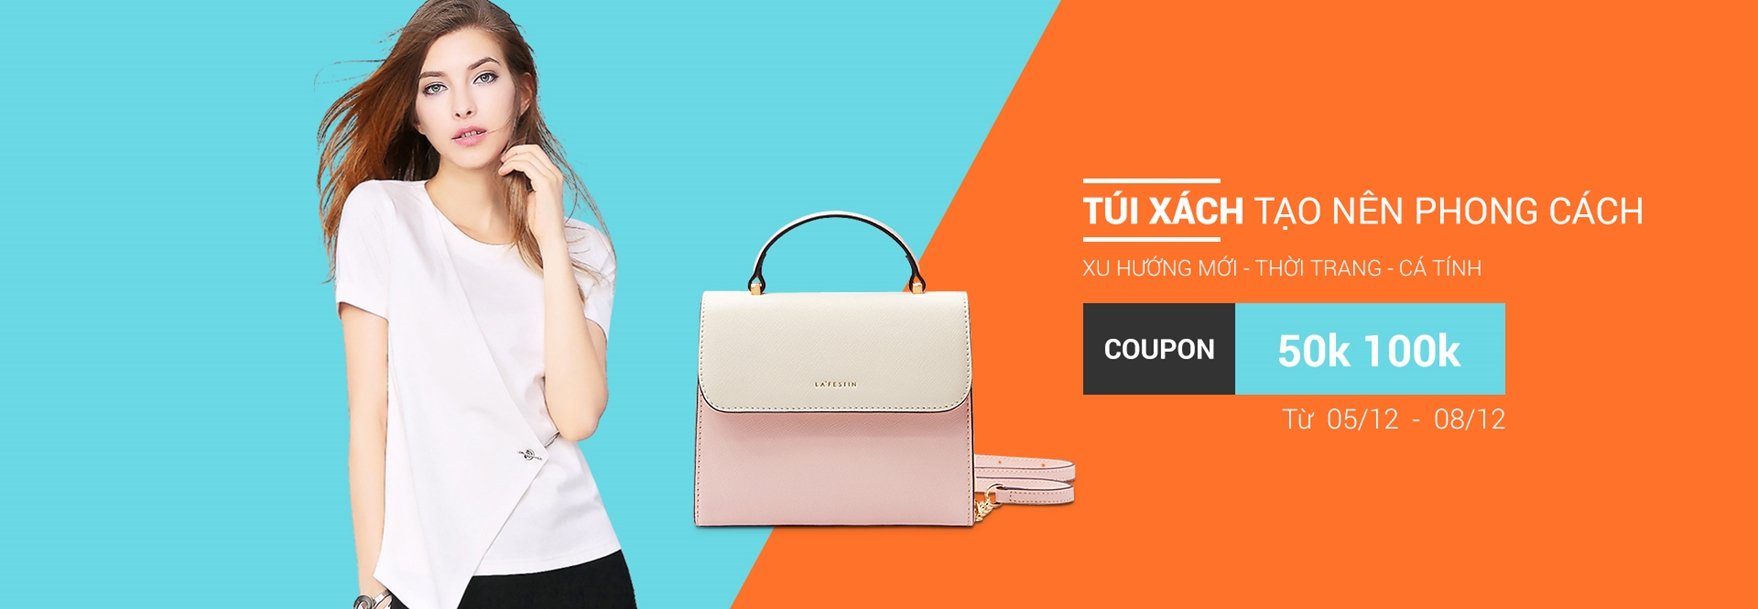 TÚI XÁCH TẠO NÊN PHONG CÁCH
XU HƯỚNG MỚI - THỜI TRANG - CÁ TÍNH
COUPON 50k 100k
Từ 05/12 - 08/12
LA'FESTIN